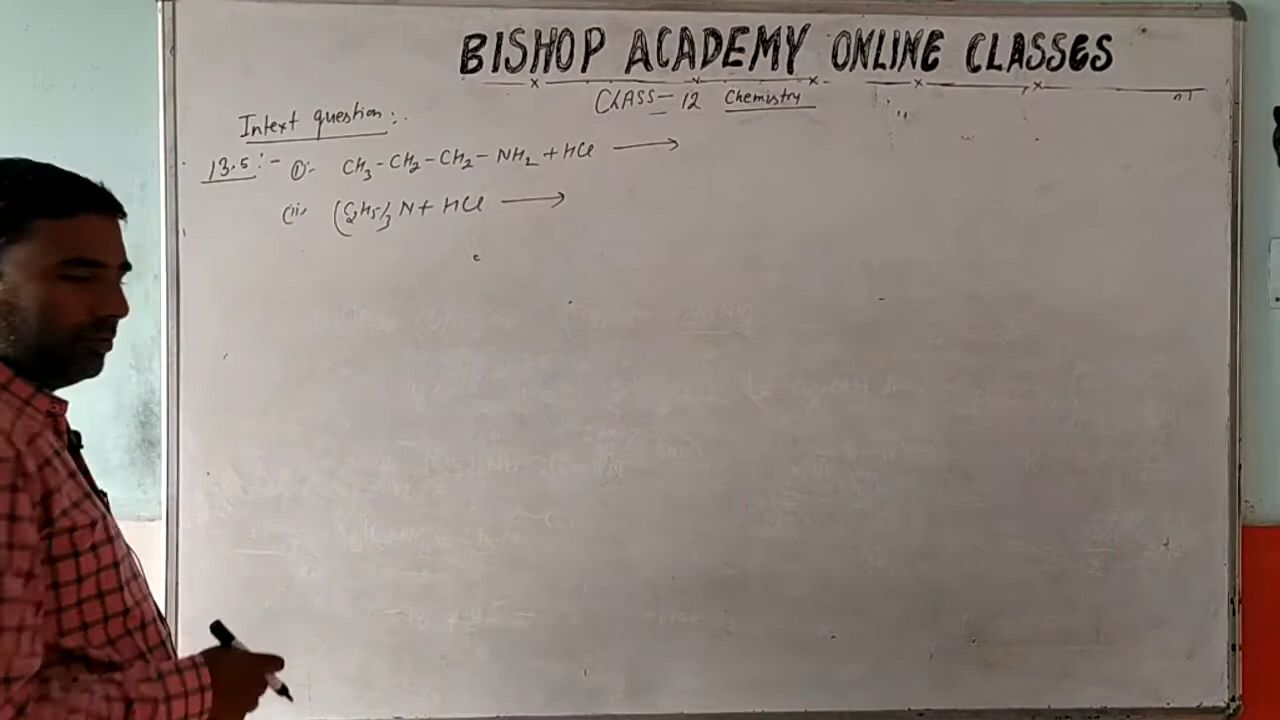 BISHOP ACADEMY ONLINE CLASSES
CLASS- 12 Chemistry
Intext question:.
13.5:- (i):- CH₃-CH₂-CH₂-NH₂ + HCl ⟶
(ii) (C₂H₅)₃ N + HCl ⟶